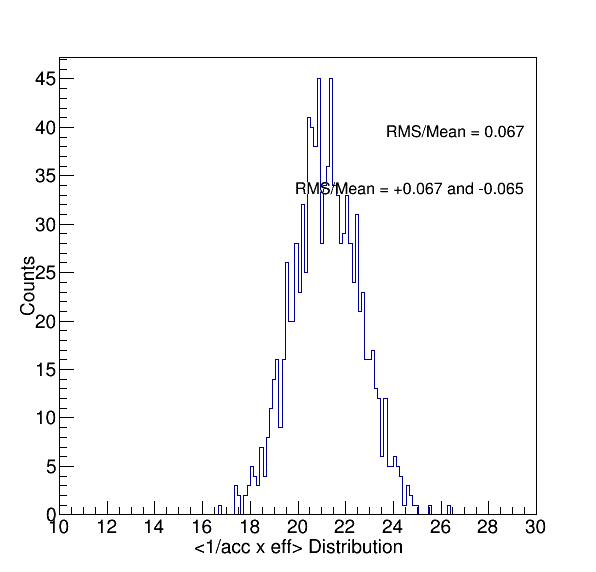 45
40
35
30
25
20
15
10
5
0
Counts
RMS/Mean = 0.067
RMS/Mean = +0.067 and -0.065
10 12 14 16 18 20 22 24 26 28 30
<1/acc x eff> Distribution